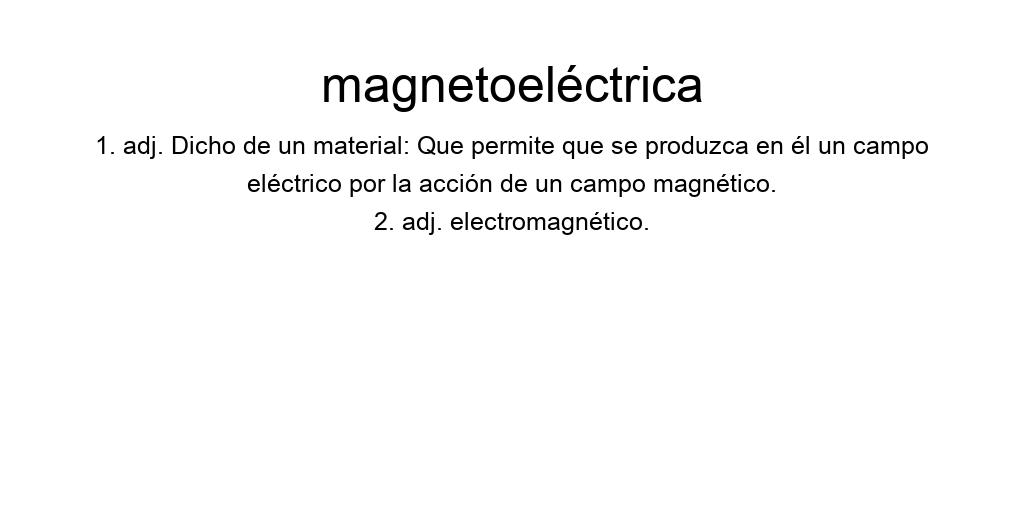 magnetoeléctrica
1. adj. Dicho de un material: Que permite que se produzca en él un campo
eléctrico por la acción de un campo magnético.
2. adj. electromagnético.